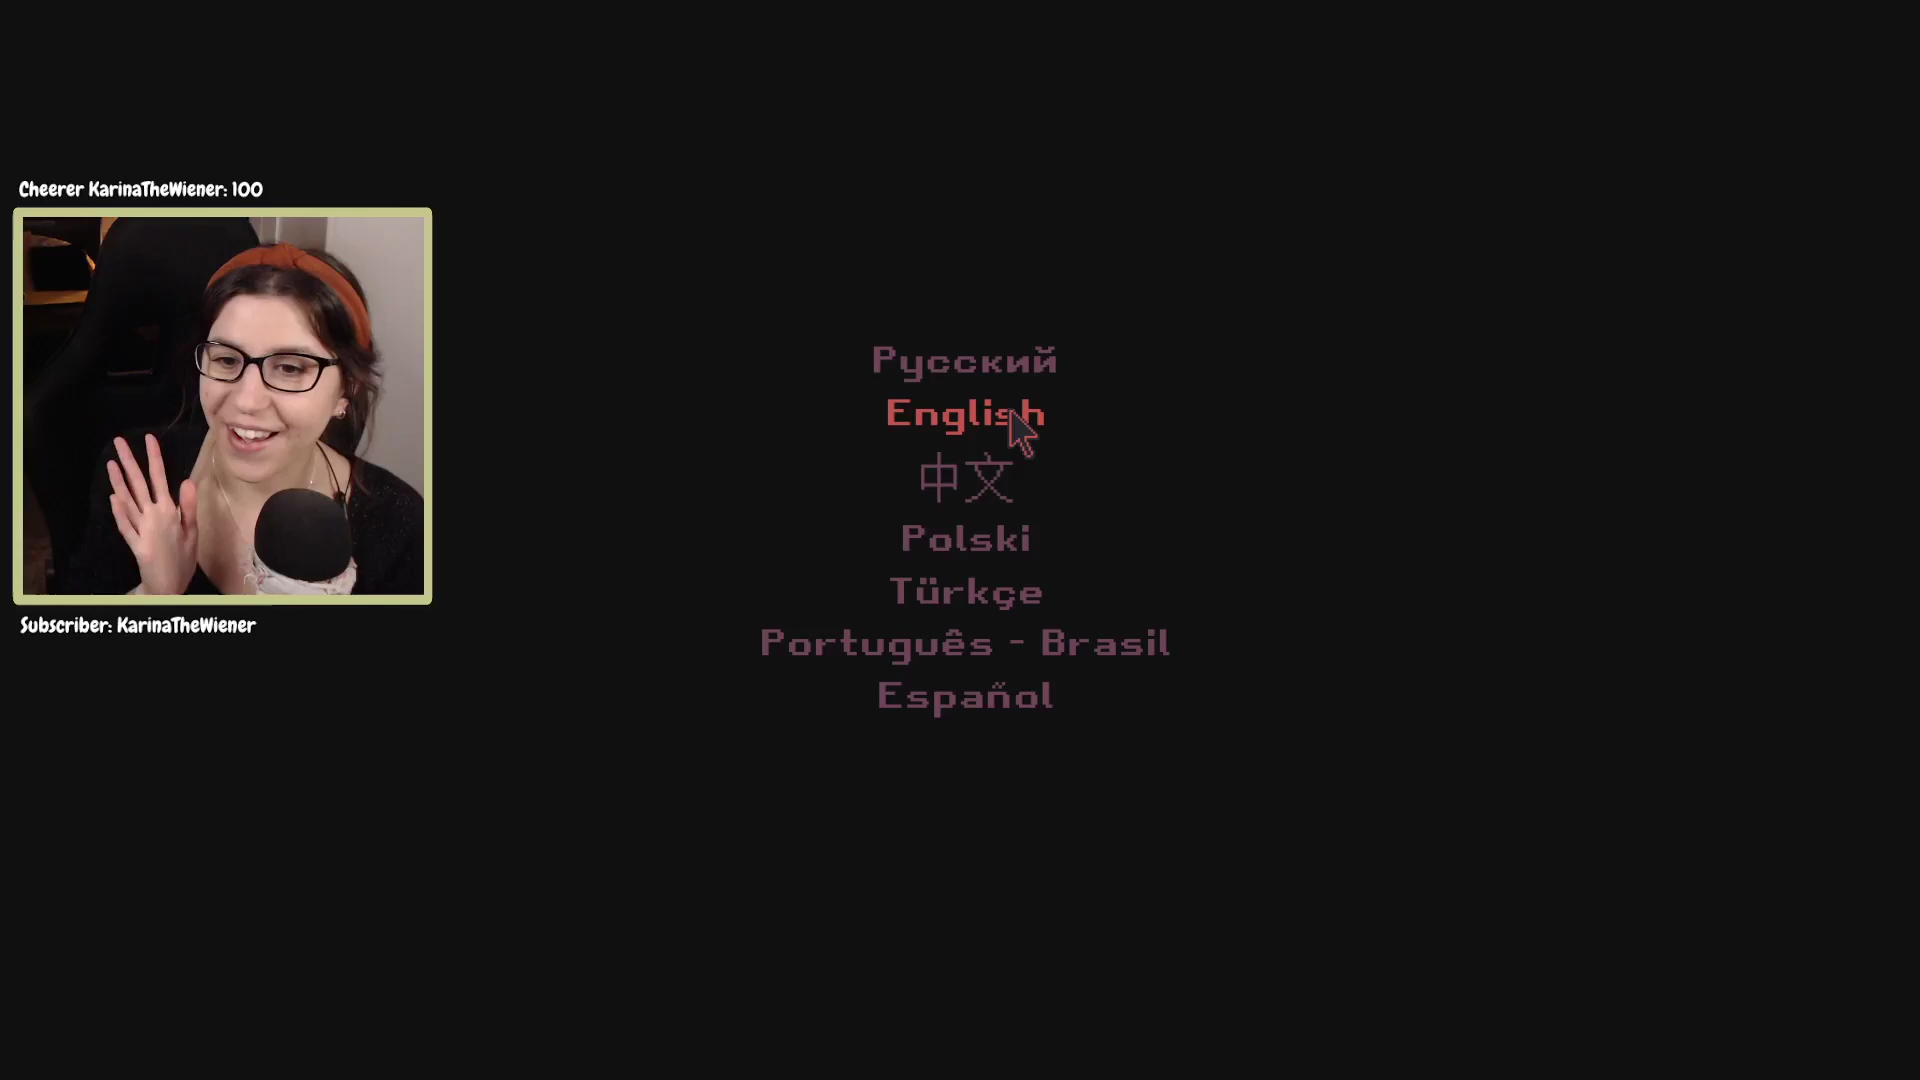 Cheerer KarinaTheWiener: 100
Subscriber: KarinaTheWiener
Русский
English
中文
Polski
Türkçe
Português - Brasil
Español